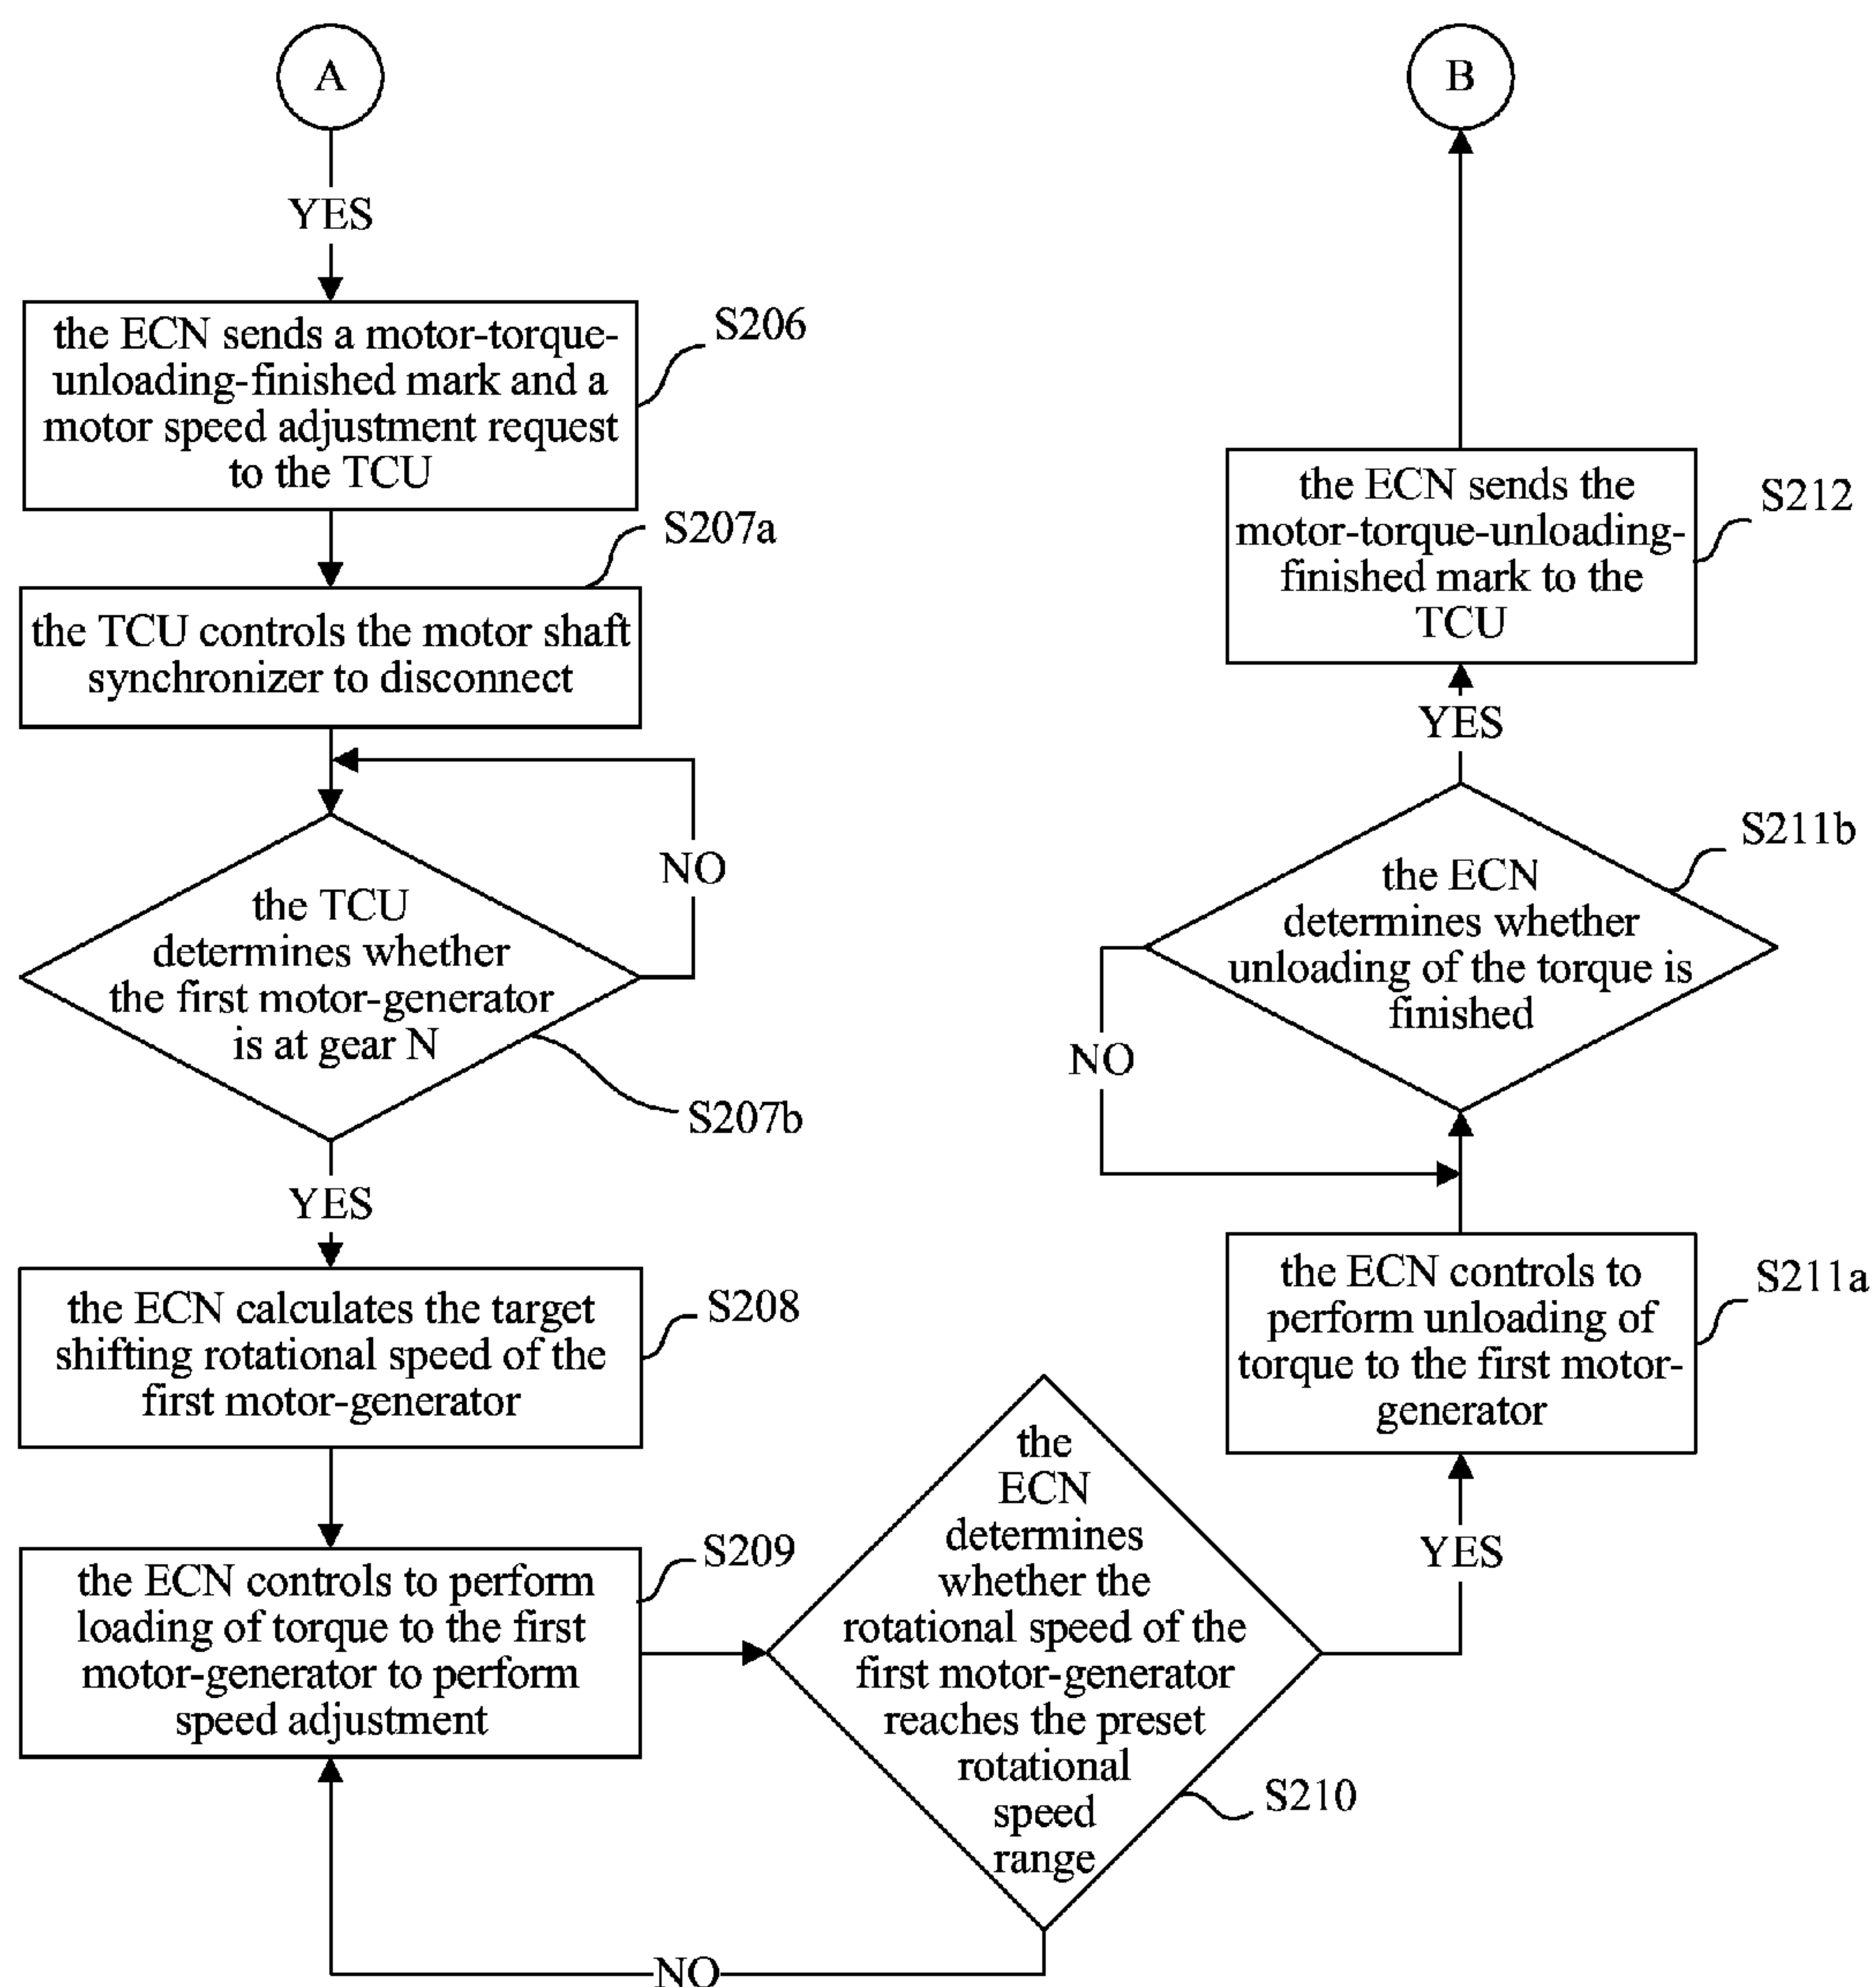 A
YES
the ECN sends a motor-torque-
unloading-finished mark and a
motor speed adjustment request
to the TCU
S206
the TCU controls the motor shaft
synchronizer to disconnect
S207a
NO
the TCU
determines whether
the first motor-generator
is at gear N
S207b
YES
the ECN calculates the target
shifting rotational speed of the
first motor-generator
S208
the ECN controls to perform
loading of torque to the first
motor-generator to perform
speed adjustment
S209
the
ECN
determines
whether the
rotational speed of the
first motor-generator
reaches the preset
rotational
speed
range
S210
NO
YES
the ECN controls to
perform unloading of
torque to the first motor-
generator
S211a
the ECN
determines whether
unloading of the torque is
finished
S211b
NO
YES
the ECN sends the
motor-torque-unloading-
finished mark to the
TCU
S212
B